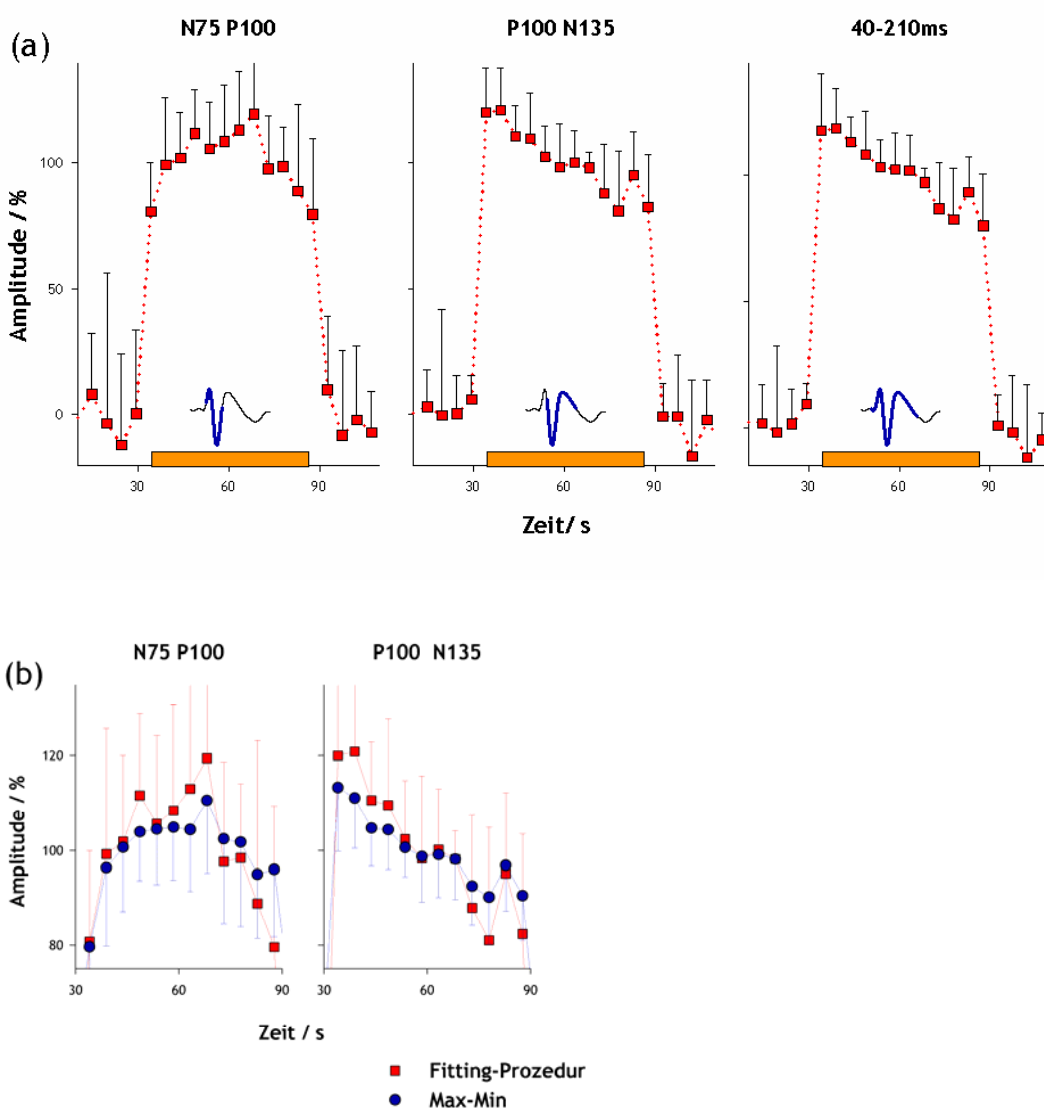 (a)
N75 P100
P100 N135
40-210ms
Amplitude / %
100
50
0
30
60
90
30
60
90
30
60
90
Zeit/ s
(b)
N75 P100
P100 N135
Amplitude / %
120
100
80
30
60
90
30
60
90
Zeit / s
Fitting-Prozedur
Max-Min